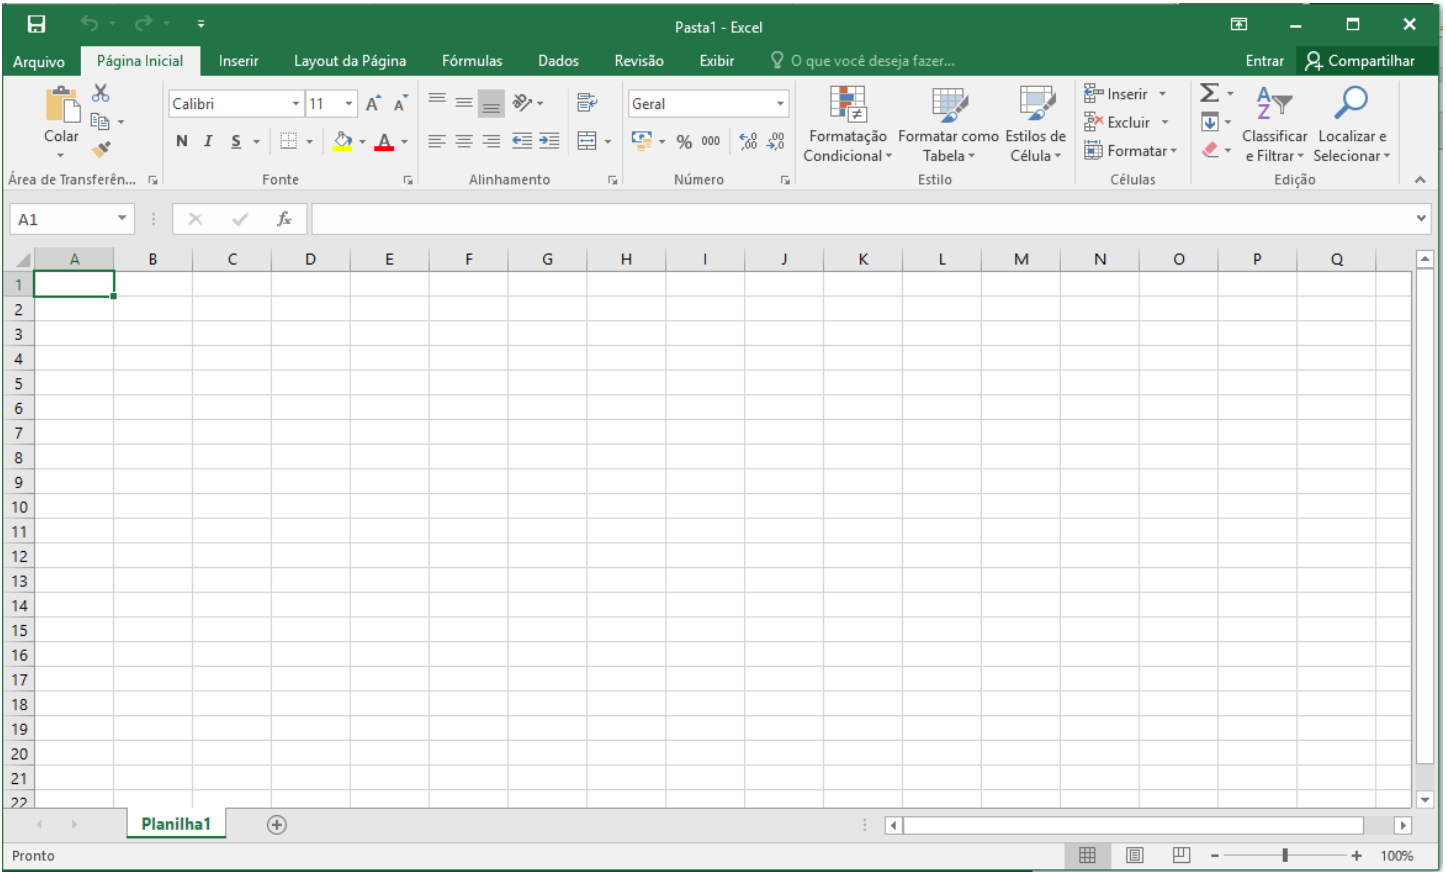 Pasta1 - Excel
Arquivo Página Inicial Inserir Layout da Página Fórmulas Dados Revisão Exibir O que você deseja fazer... Entrar Compartilhar
Colar
Calibri 11
N I S A
Geral
% 000
Formatação Condicional
Formatar como Tabela
Estilos de Célula
Inserir
Excluir
Formatar
Classificar e Filtrar
Localizar e Selecionar
Área de Transferên... Fonte Alinhamento Número Estilo Células Edição
A1 fx
A B C D E F G H I J K L M N O P Q
1
2
3
4
5
6
7
8
9
10
11
12
13
14
15
16
17
18
19
20
21
22
Planilha1
Pronto 100%